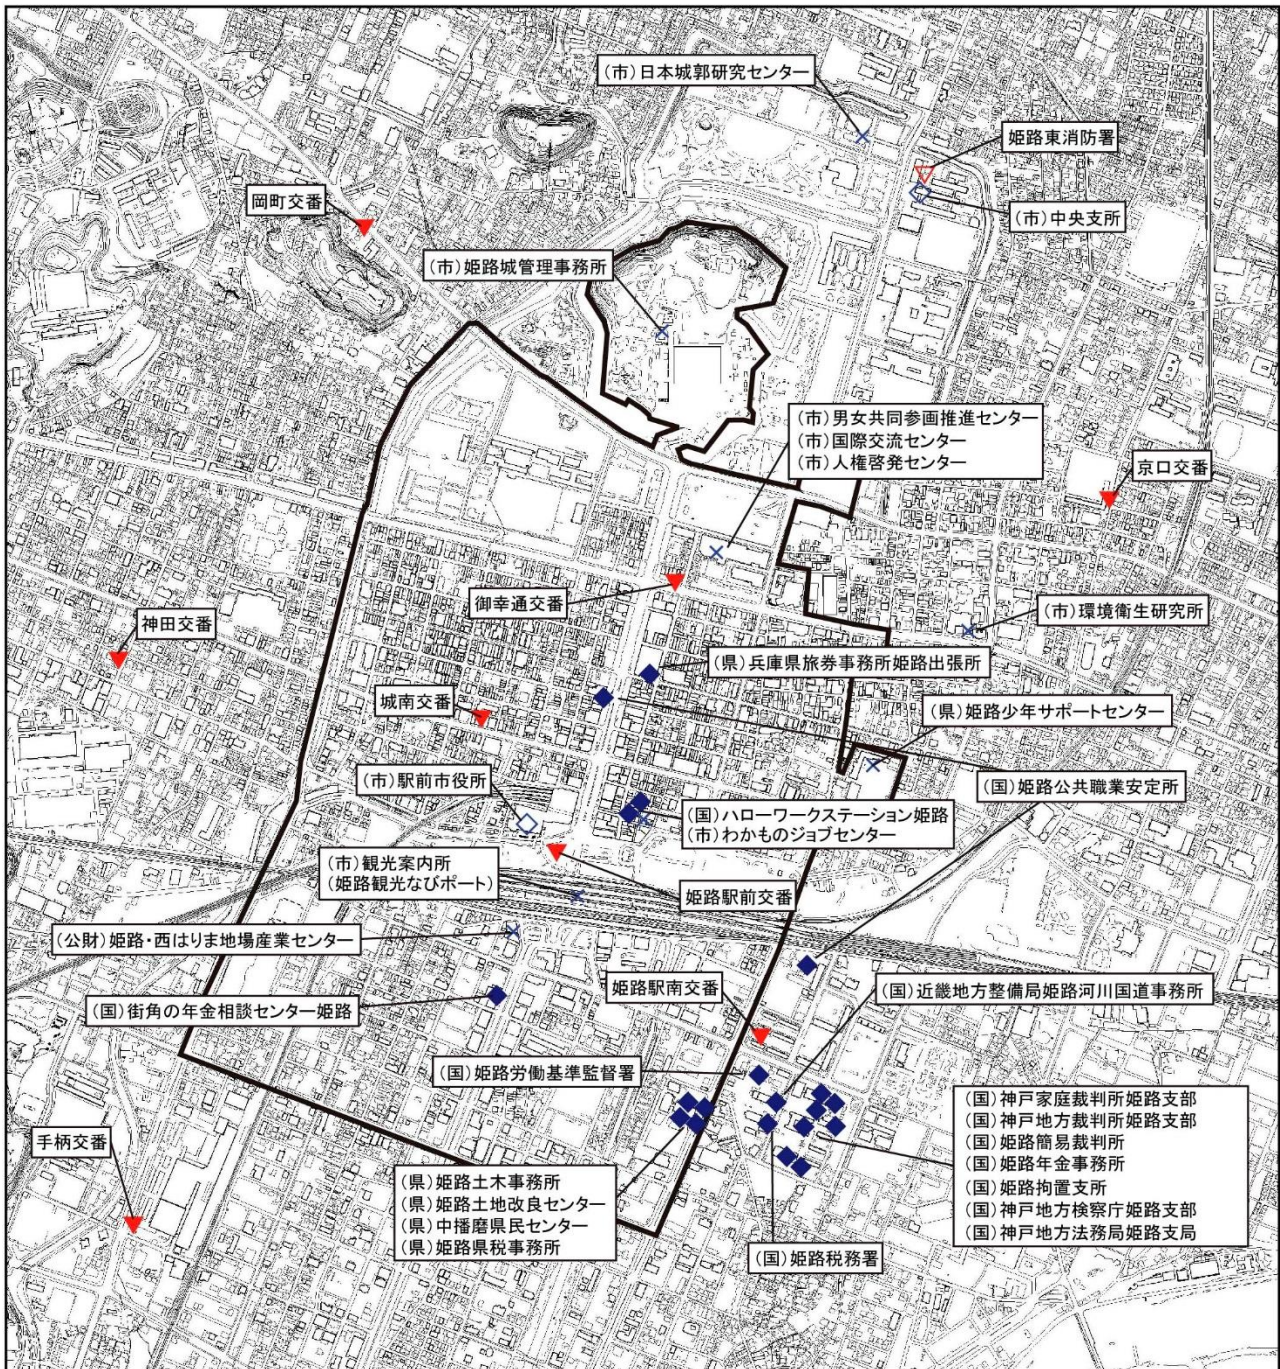 (市)日本城郭研究センター
姫路東消防署
岡町交番
(市)中央支所
(市)姫路城管理事務所
(市)男女共同参画推進センター
(市)国際交流センター
(市)人権啓発センター
京口交番
御幸通交番
(市)環境衛生研究所
神田交番
(県)兵庫県旅券事務所姫路出張所
城南交番
(県)姫路少年サポートセンター
(市)駅前市役所
(国)姫路公共職業安定所
(国)ハローワークステーション姫路
(市)わかものジョブセンター
(市)観光案内所
(姫路観光なびポート)
姫路駅前交番
(公財)姫路・西はりま地場産業センター
姫路駅南交番
(国)近畿地方整備局姫路河川国道事務所
(国)街角の年金相談センター姫路
(国)姫路労働基準監督署
(国)神戸家庭裁判所姫路支部
(国)神戸地方裁判所姫路支部
(国)姫路簡易裁判所
(国)姫路年金事務所
(国)姫路拘置支所
(国)神戸地方検察庁姫路支部
(国)神戸地方法務局姫路支局
手柄交番
(県)姫路土木事務所
(県)姫路土地改良センター
(県)中播磨県民センター
(県)姫路県税事務所
(国)姫路税務署